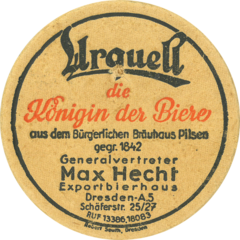 Urquell
die
Königin der Biere
aus dem Bürgerlichen Bräuhaus Pilsen
gegr. 1842
Generalvertreter
Max Hecht
Exportbierhaus
Dresden-A.5
Schäferstr. 25/27
RUF 13386,18083
Dresden